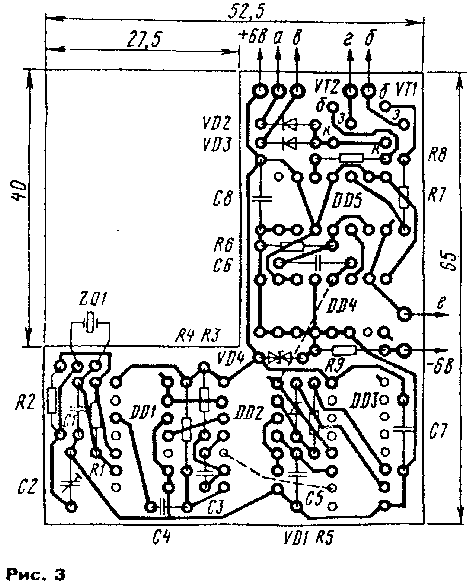 52,5
27,5
+6В а в г б
VT2 б VT1
VD2 э э
VD3 к к
R8
40
C8 DD5 R7
R6
C6
65
DD4
ZQ1
е
R4 R3 VD4
-6В
R9
R2 C1 DD1 DD2 DD3
C7
R1
C2 C3 C5
C4 VD1 R5
Рис. 3